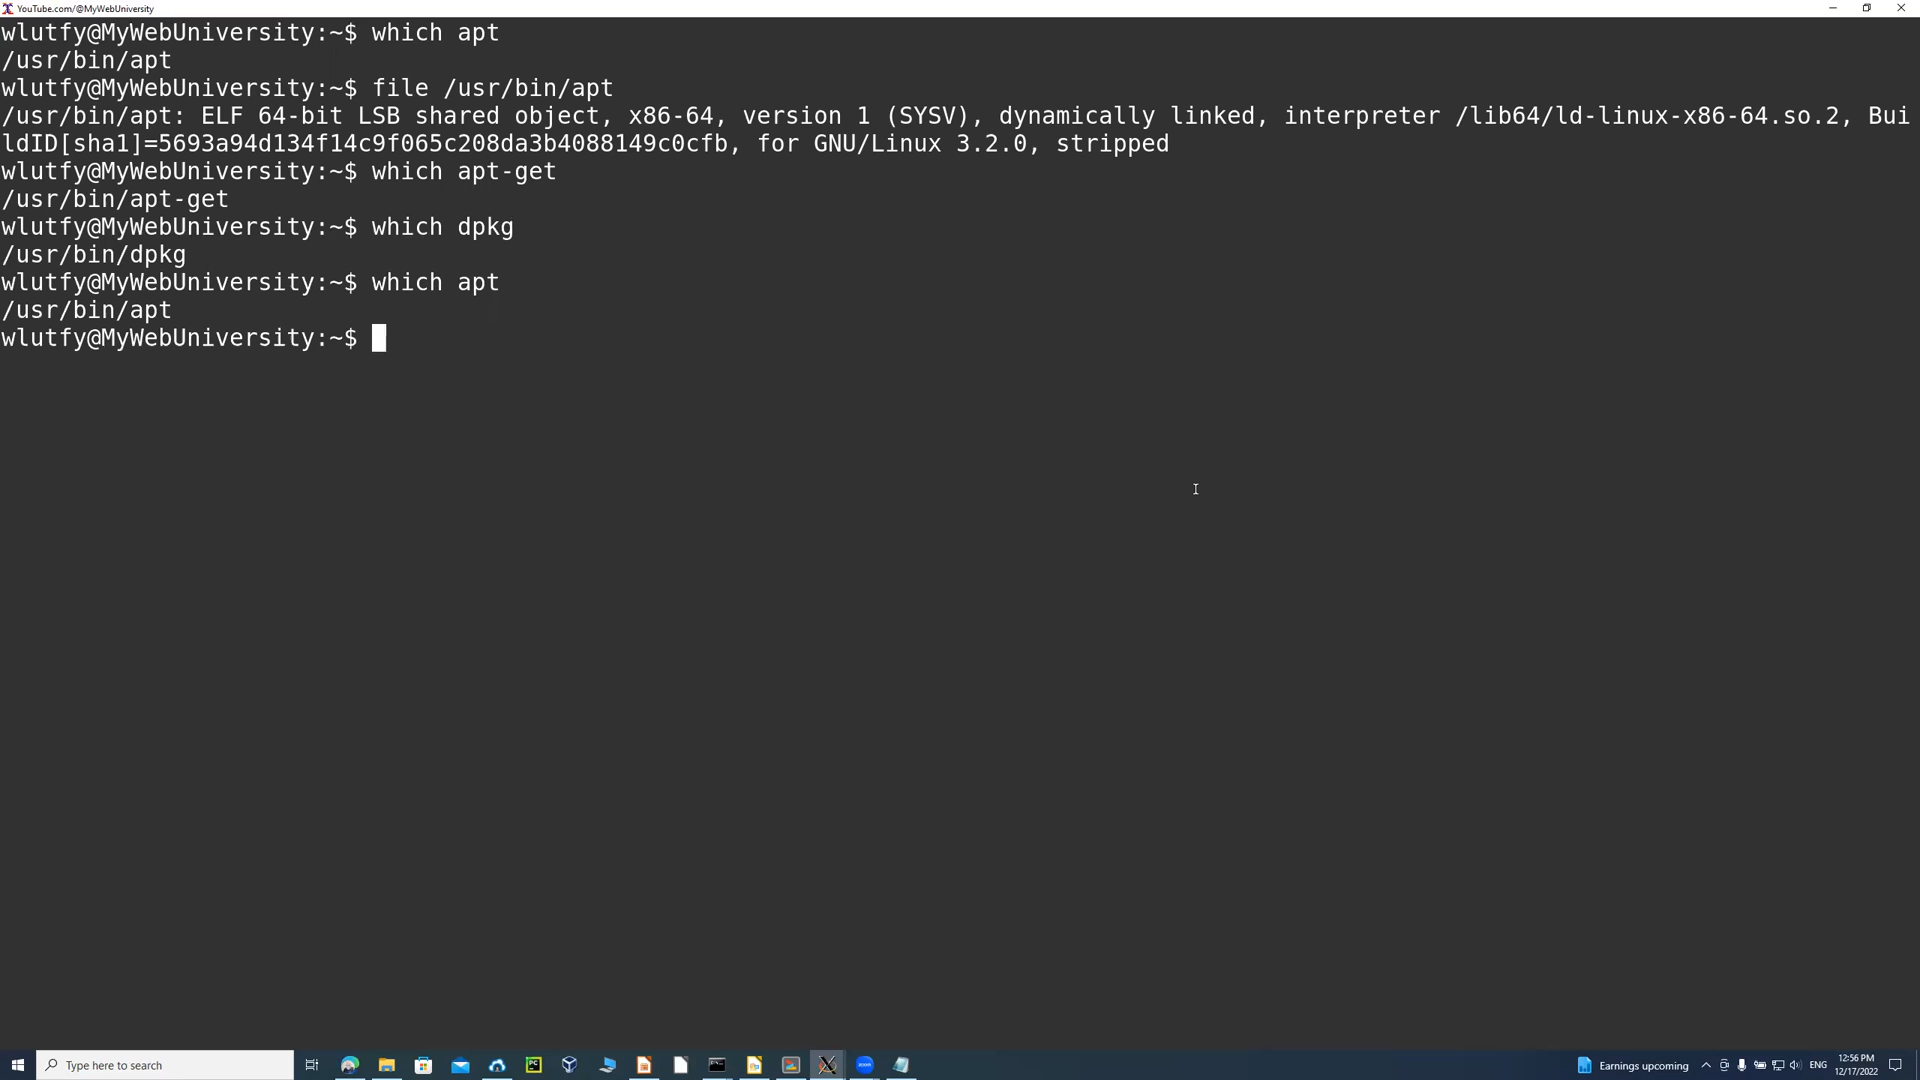 YouTube.com/@MyWebUniversity
wlutfy@MyWebUniversity:~$ which apt
/usr/bin/apt
wlutfy@MyWebUniversity:~$ file /usr/bin/apt
/usr/bin/apt: ELF 64-bit LSB shared object, x86-64, version 1 (SYSV), dynamically linked, interpreter /lib64/ld-linux-x86-64.so.2, Bui
ldID[sha1]=5693a94d134f14c9f065c208da3b4088149c0cfb, for GNU/Linux 3.2.0, stripped
wlutfy@MyWebUniversity:~$ which apt-get
/usr/bin/apt-get
wlutfy@MyWebUniversity:~$ which dpkg
/usr/bin/dpkg
wlutfy@MyWebUniversity:~$ which apt
/usr/bin/apt
wlutfy@MyWebUniversity:~$
Type here to search
PC
zoom
Earnings upcoming
ENG
12:56 PM
12/17/2022